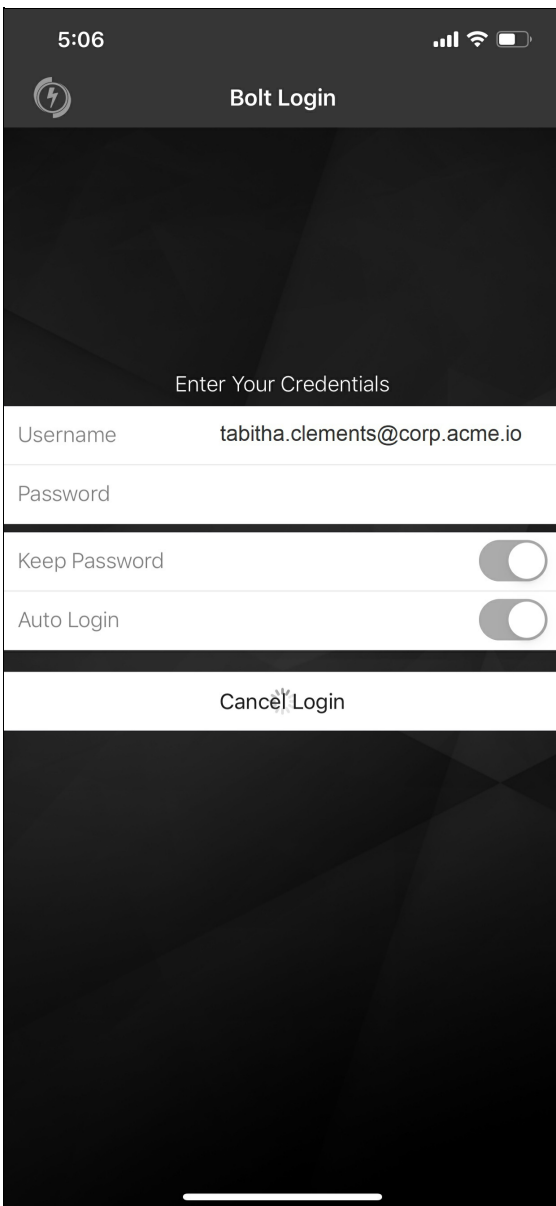 5:06
Bolt Login
Enter Your Credentials
Username tabitha.clements@corp.acme.io
Password
Keep Password
Auto Login
Cancel Login